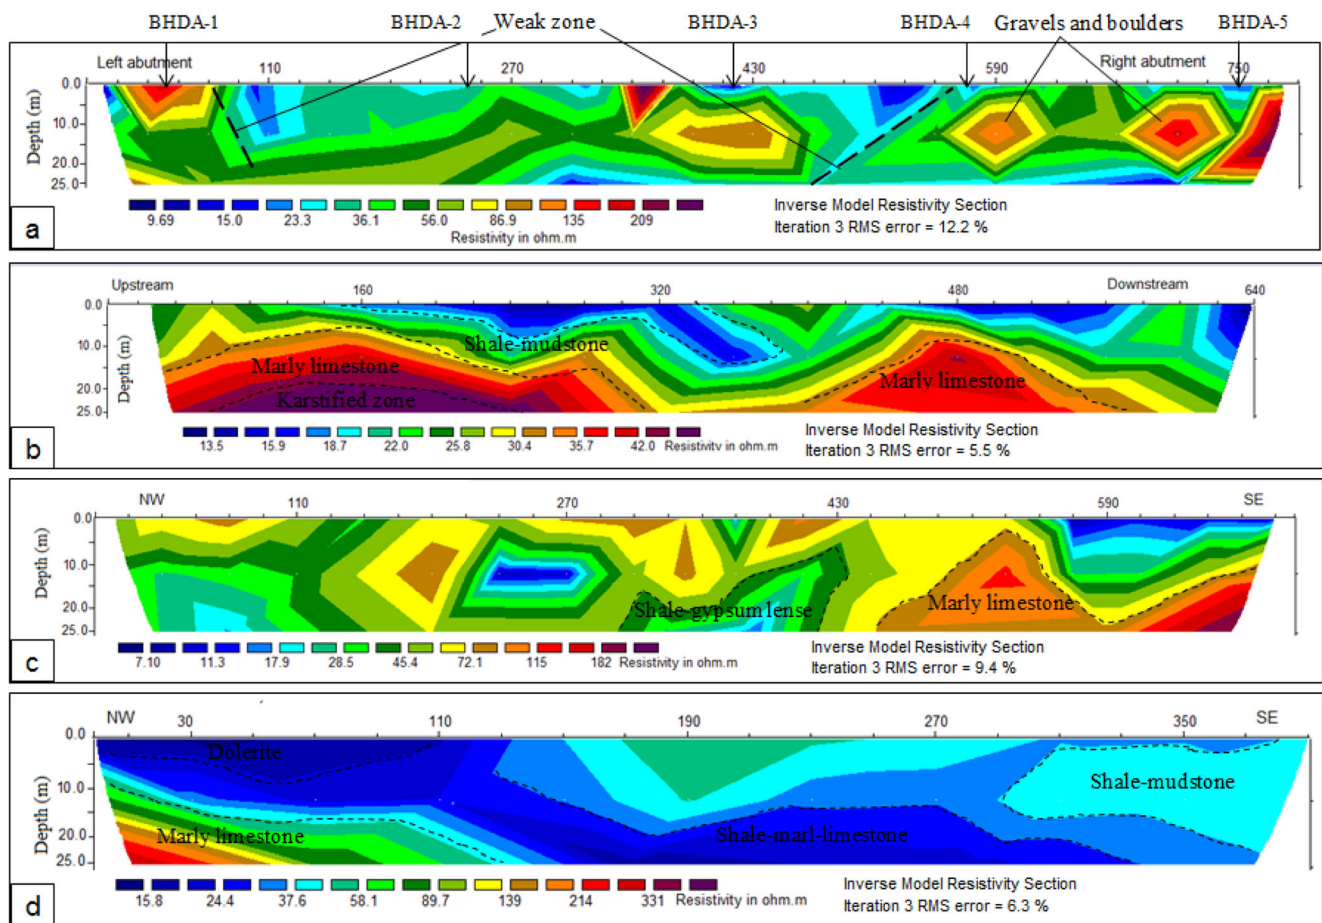 BHDA-1 BHDA-2 Weak zone BHDA-3 BHDA-4 Gravels and boulders BHDA-5
Left abutment 110 270 430 590 Right abutment 750
Depth (m)
0.0
10.0
20.0
25.0
9.69 15.0 23.3 36.1 56.0 86.9 135 209
Resistivity in ohm.m
Inverse Model Resistivity Section
Iteration 3 RMS error = 12.2 %
a
Upstream 160 320 480 Downstream 640
Depth (m)
0.0
10.0
20.0
25.0
Shale-mudstone
Marly limestone
Marly limestone
Karstified zone
13.5 15.9 18.7 22.0 25.8 30.4 35.7 42.0 Resistivity in ohm.m
Inverse Model Resistivity Section
Iteration 3 RMS error = 5.5 %
b
NW 110 270 430 590 SE
Depth (m)
0.0
10.0
20.0
25.0
Shale-gypsum lense
Marly limestone
7.10 11.3 17.9 28.5 45.4 72.1 115 182 Resistivity in ohm.m
Inverse Model Resistivity Section
Iteration 3 RMS error = 9.4 %
c
NW 30 110 190 270 350 SE
Depth (m)
0.0
10.0
20.0
25.0
Dolerite
Shale-mudstone
Marly limestone
Shale-marl-limestone
15.8 24.4 37.6 58.1 89.7 139 214 331 Resistivity in ohm.m
Inverse Model Resistivity Section
Iteration 3 RMS error = 6.3 %
d